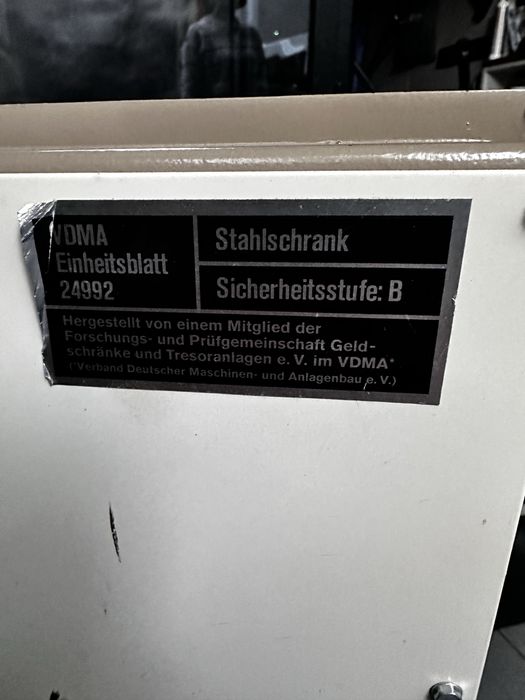 VDMA
Einheitsblatt
24992
Stahlschrank
Sicherheitsstufe: B
Hergestellt von einem Mitglied der
Forschungs- und Prüfgemeinschaft Geld-
schränke und Tresoranlagen e. V. im VDMA*
(*Verband Deutscher Maschinen- und Anlagenbau e. V.)